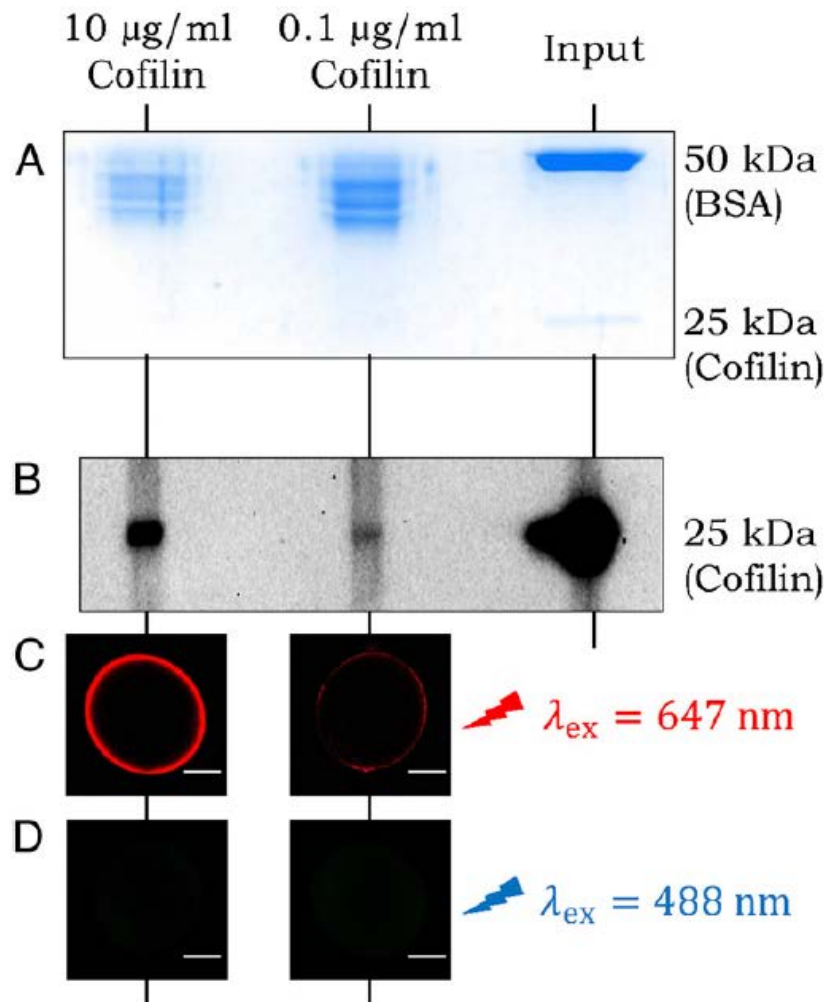 10 μg/ml
Cofilin
0.1 μg/ml
Cofilin
Input
A
50 kDa
(BSA)
25 kDa
(Cofilin)
B
25 kDa
(Cofilin)
C
λex = 647 nm
D
λex = 488 nm